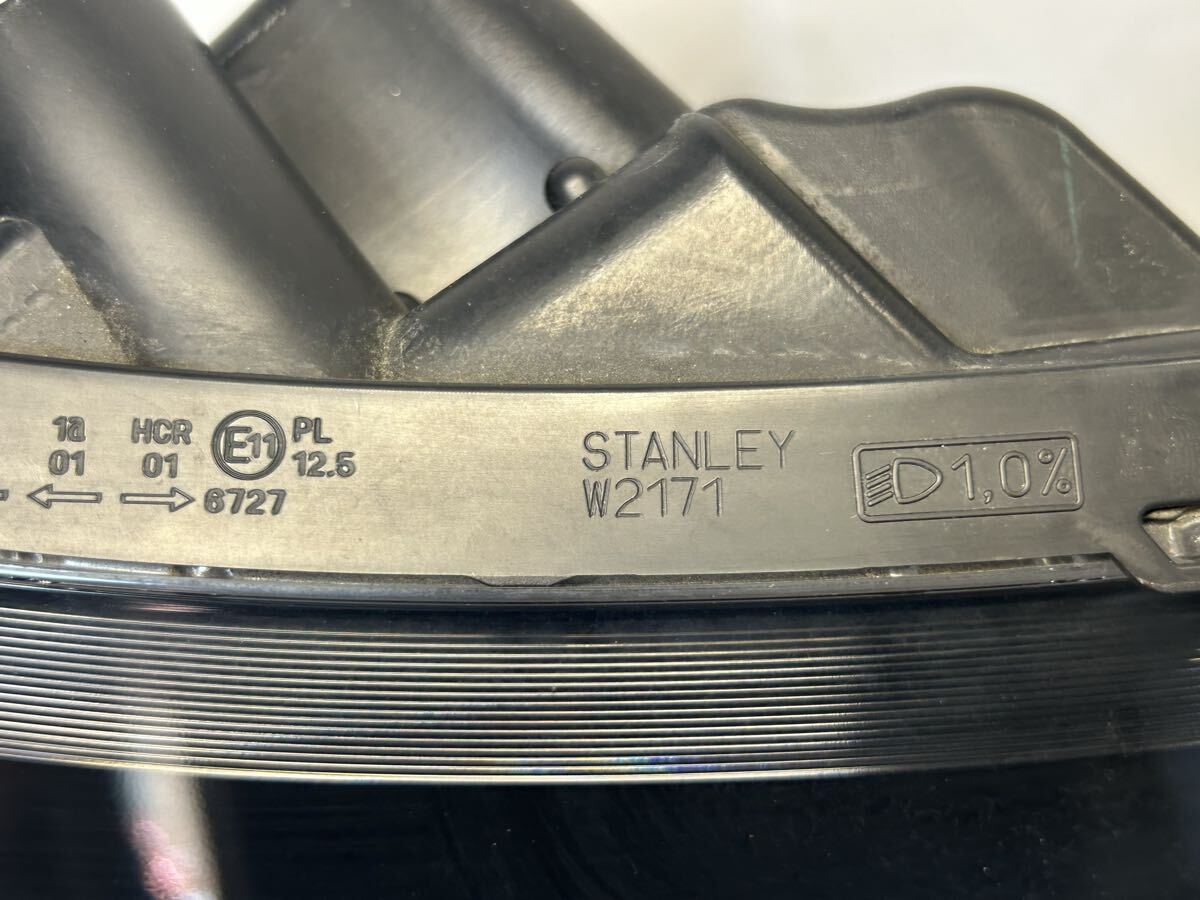 1a HCR E11 PL
01 01 12.5
← → 6727
STANLEY
W2171
1,0%